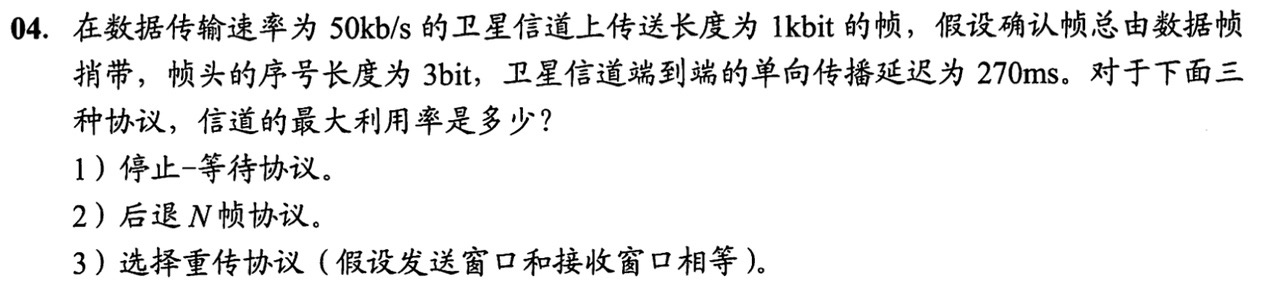 04. 在数据传输速率为 50kb/s 的卫星信道上传送长度为 1kbit 的帧，假设确认帧总由数据帧
捎带，帧头的序号长度为 3bit，卫星信道端到端的单向传播延迟为 270ms。对于下面三
种协议，信道的最大利用率是多少？
1）停止-等待协议。
2）后退 N 帧协议。
3）选择重传协议（假设发送窗口和接收窗口相等）。